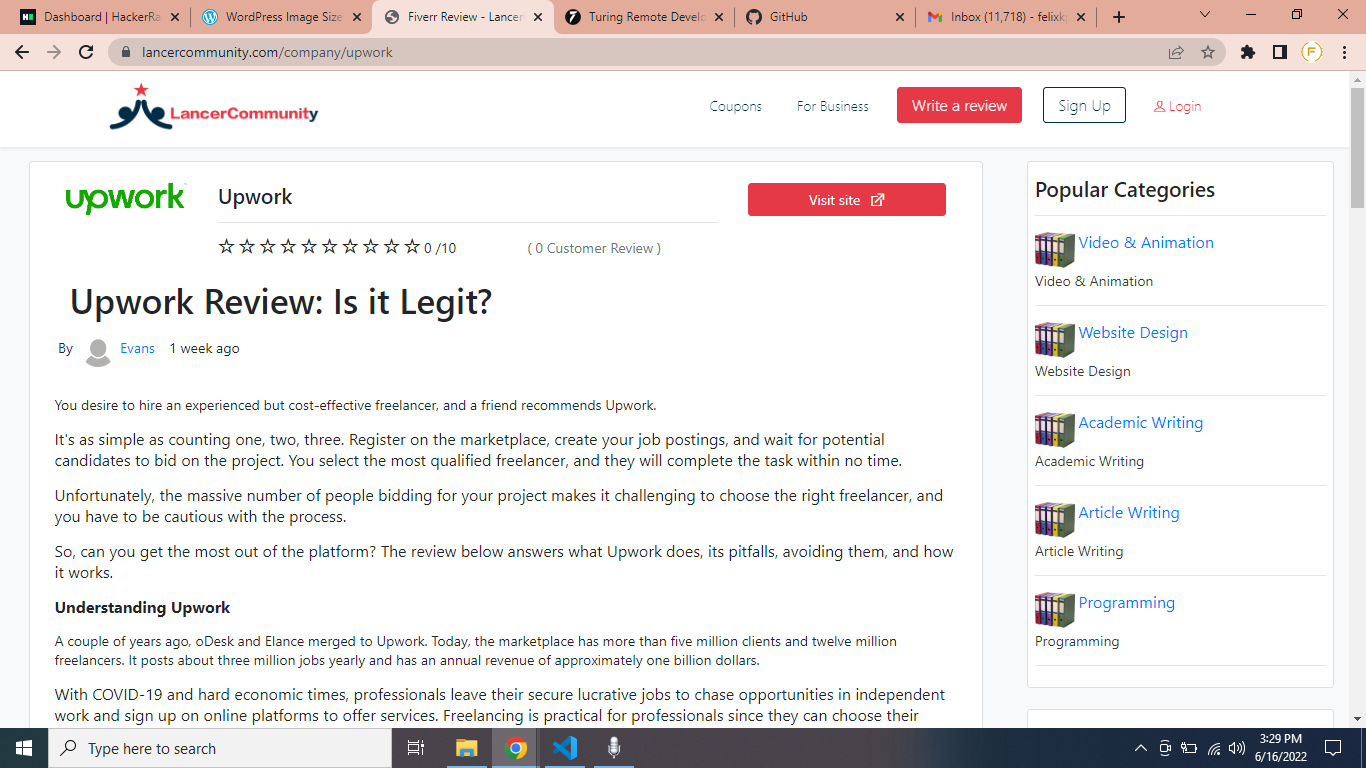 Dashboard | HackerRa
WordPress Image Size
Fiverr Review - Lancer
Turing Remote Develo
GitHub
Inbox (11,718) - felixkp
lancercommunity.com/company/upwork
F
LancerCommunity
Coupons
For Business
Write a review
Sign Up
Login
upwork
Upwork
Visit site
0 /10
( 0 Customer Review )
Upwork Review: Is it Legit?
By Evans 1 week ago
You desire to hire an experienced but cost-effective freelancer, and a friend recommends Upwork.
It's as simple as counting one, two, three. Register on the marketplace, create your job postings, and wait for potential
candidates to bid on the project. You select the most qualified freelancer, and they will complete the task within no time.
Unfortunately, the massive number of people bidding for your project makes it challenging to choose the right freelancer, and
you have to be cautious with the process.
So, can you get the most out of the platform? The review below answers what Upwork does, its pitfalls, avoiding them, and how
it works.
Understanding Upwork
A couple of years ago, oDesk and Elance merged to Upwork. Today, the marketplace has more than five million clients and twelve million
freelancers. It posts about three million jobs yearly and has an annual revenue of approximately one billion dollars.
With COVID-19 and hard economic times, professionals leave their secure lucrative jobs to chase opportunities in independent
work and sign up on online platforms to offer services. Freelancing is practical for professionals since they can choose their
Popular Categories
Video & Animation
Video & Animation
Website Design
Website Design
Academic Writing
Academic Writing
Article Writing
Article Writing
Programming
Programming
Type here to search
3:29 PM
6/16/2022